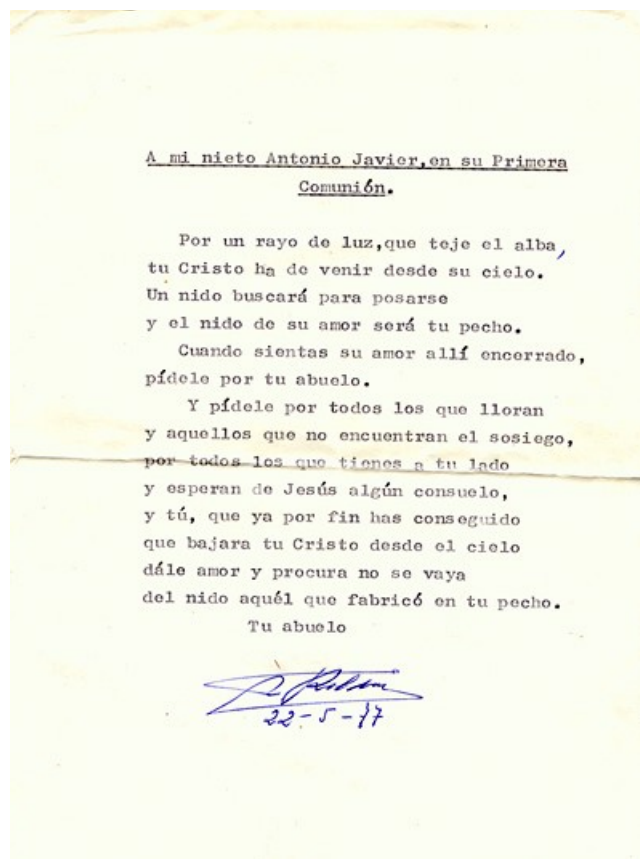 A mi nieto Antonio Javier,en su Primera
Comunión.
Por un rayo de luz,que teje el alba,
tu Cristo ha de venir desde su cielo.
Un nido buscará para posarse
y el nido de su amor será tu pecho.
Cuando sientas su amor allí encerrado,
pídele por tu abuelo.
Y pídele por todos los que lloran
y aquellos que no encuentran el sosiego,
por todos los que tienes a tu lado
y esperan de Jesús algún consuelo,
y tú, que ya por fin has conseguido
que bajara tu Cristo desde el cielo
dále amor y procura no se vaya
del nido aquél que fabricó en tu pecho.
Tu abuelo
22-5-77